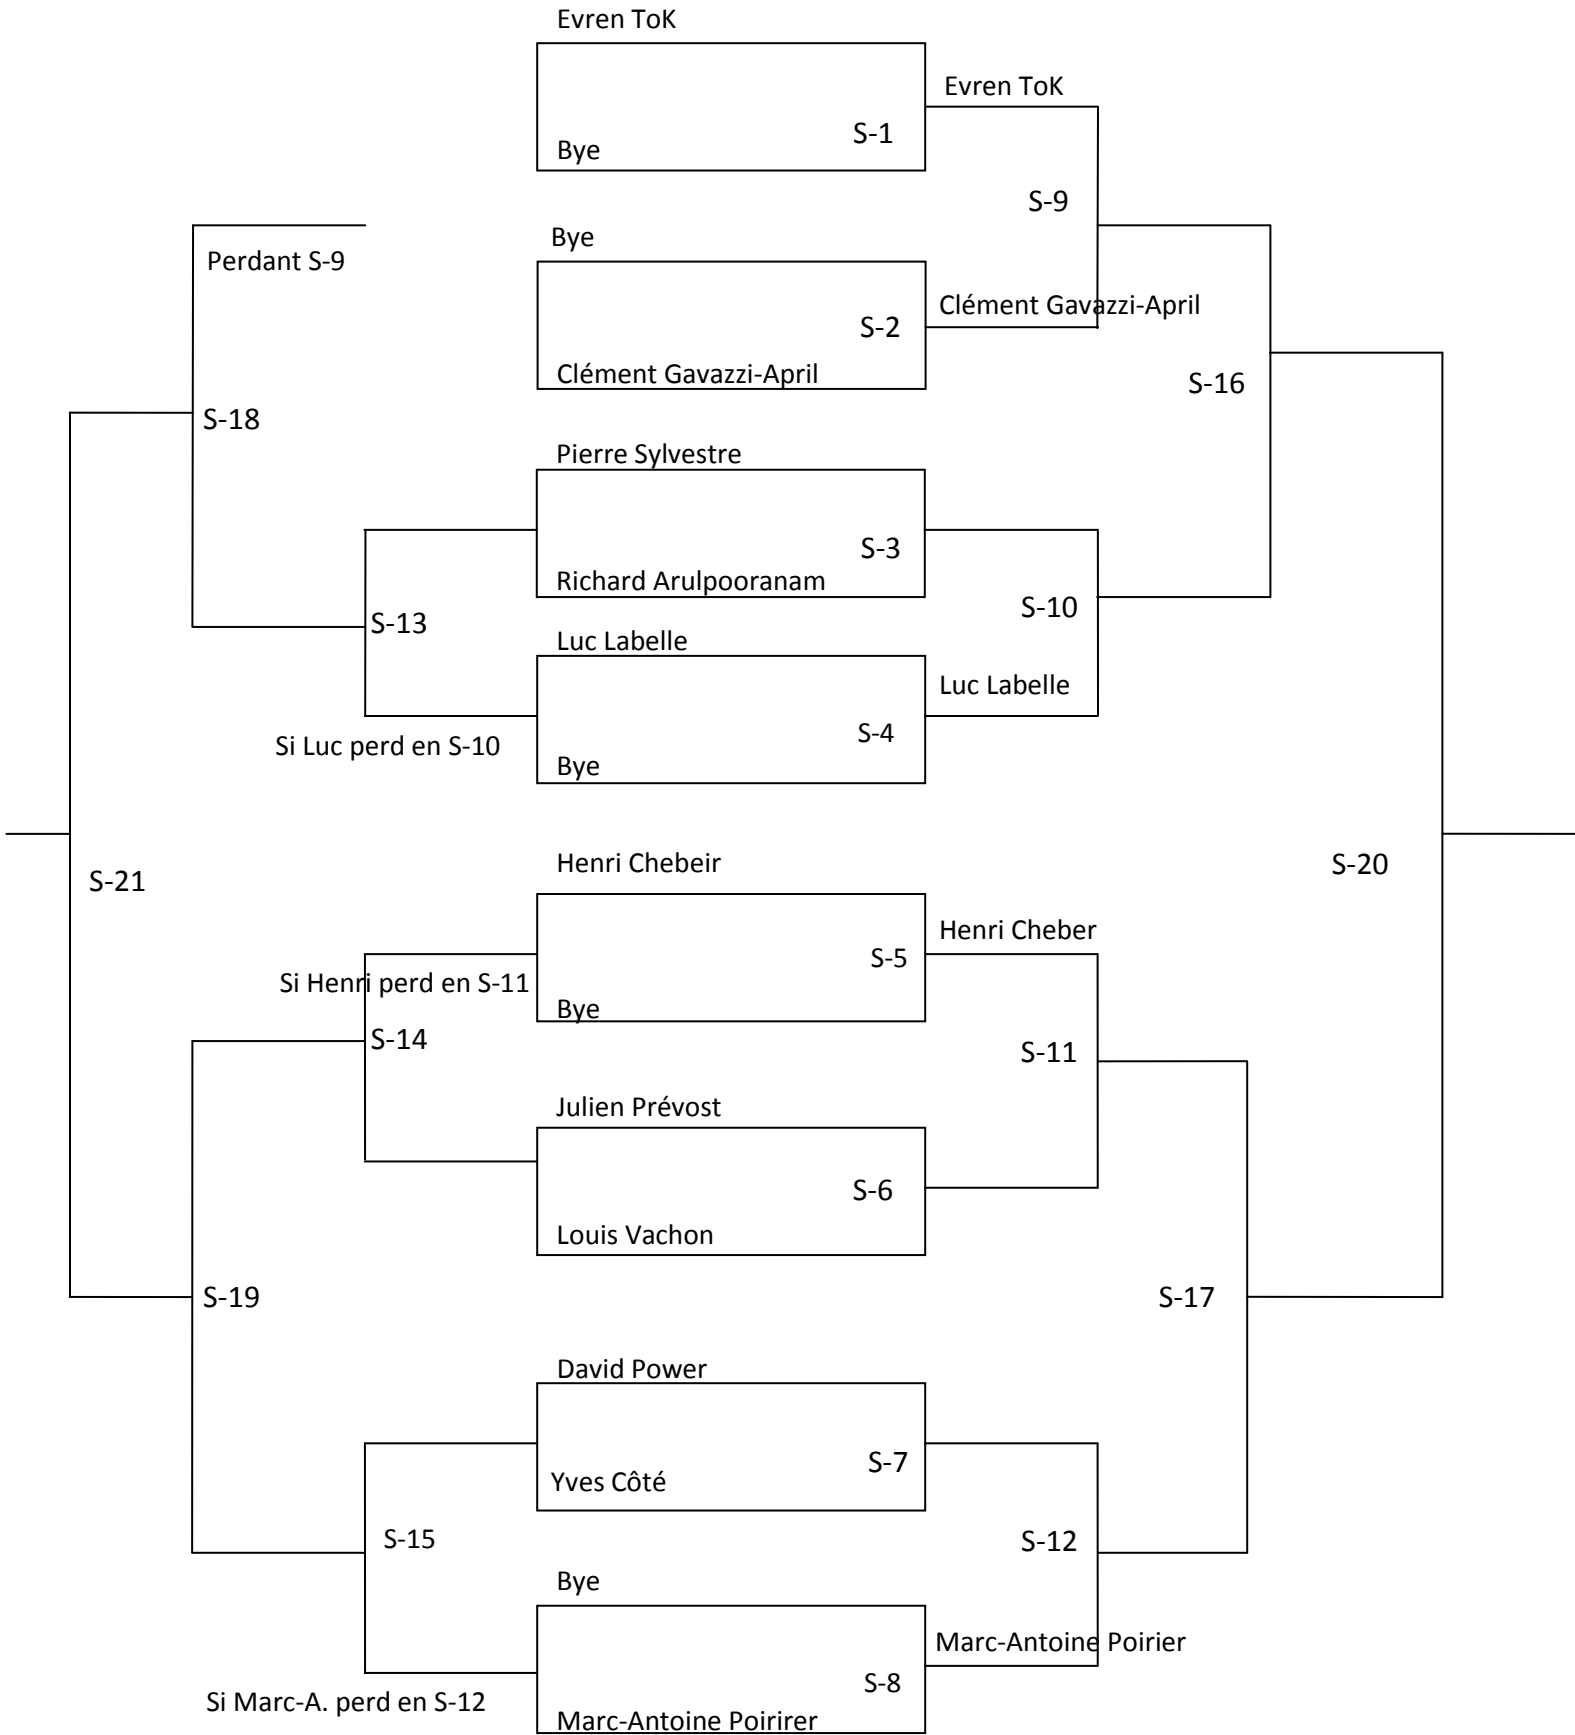 Evren ToK
Evren ToK
S-1
Bye
S-9
Bye
Perdant S-9
Clément Gavazzi-April
S-2
Clément Gavazzi-April
S-16
S-18
Pierre Sylvestre
S-3
Richard Arulpooranam
S-10
S-13
Luc Labelle
Luc Labelle
S-4
Si Luc perd en S-10
Bye
Henri Chebeir
S-20
S-21
Henri Cheber
S-5
Si Henri perd en S-11
Bye
S-14
S-11
Julien Prévost
S-6
Louis Vachon
S-19
S-17
David Power
S-7
Yves Côté
S-15
S-12
Bye
Marc-Antoine Poirier
S-8
Si Marc-A. perd en S-12
Marc-Antoine Poirirer